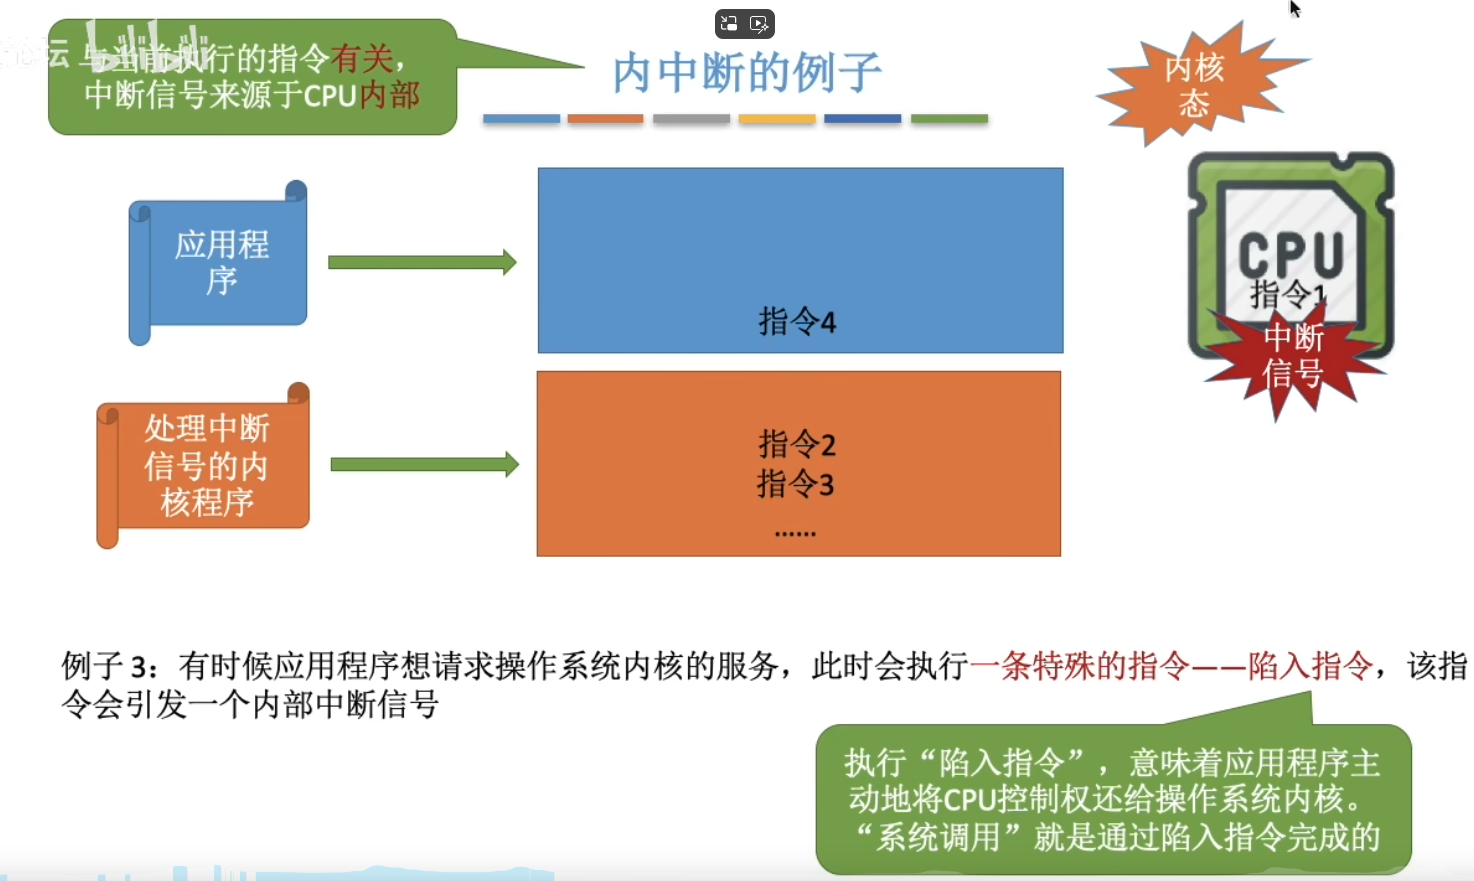 与当前执行的指令有关，
中断信号来源于CPU内部
内中断的例子
内核
态
应用程
序
指令4
CPU
指令1
中断
信号
处理中断
信号的内
核程序
指令2
指令3
......
例子 3：有时候应用程序想请求操作系统内核的服务，此时会执行一条特殊的指令——陷入指令，该指
令会引发一个内部中断信号
执行“陷入指令”，意味着应用程序主
动地将CPU控制权还给操作系统内核。
“系统调用”就是通过陷入指令完成的